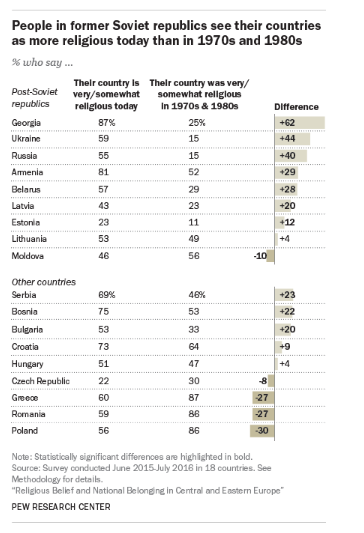 People in former Soviet republics see their countries
as more religious today than in 1970s and 1980s
% who say ...
Post-Soviet republics Their country is very/somewhat religious today Their country was very/somewhat religious in 1970s & 1980s Difference
Georgia 87% 25% +62
Ukraine 59 15 +44
Russia 55 15 +40
Armenia 81 52 +29
Belarus 57 29 +28
Latvia 43 23 +20
Estonia 23 11 +12
Lithuania 53 49 +4
Moldova 46 56 -10
Other countries
Serbia 69% 46% +23
Bosnia 75 53 +22
Bulgaria 53 33 +20
Croatia 73 64 +9
Hungary 51 47 +4
Czech Republic 22 30 -8
Greece 60 87 -27
Romania 59 86 -27
Poland 56 86 -30
Note: Statistically significant differences are highlighted in bold.
Source: Survey conducted June 2015-July 2016 in 18 countries. See
Methodology for details.
"Religious Belief and National Belonging in Central and Eastern Europe"
PEW RESEARCH CENTER